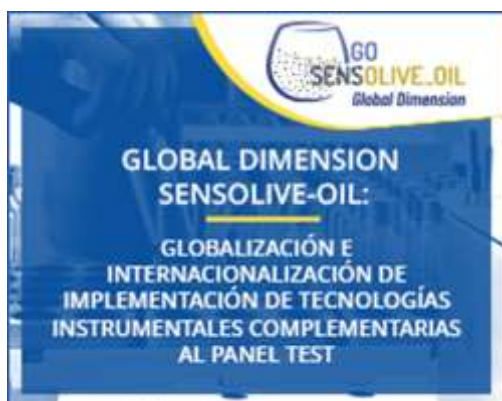 GO
SENSOLIVE_OIL
Global Dimension
GLOBAL DIMENSION
SENSOLIVE-OIL:
GLOBALIZACIÓN E
INTERNACIONALIZACIÓN DE
IMPLEMENTACIÓN DE TECNOLOGÍAS
INSTRUMENTALES COMPLEMENTARIAS
AL PANEL TEST